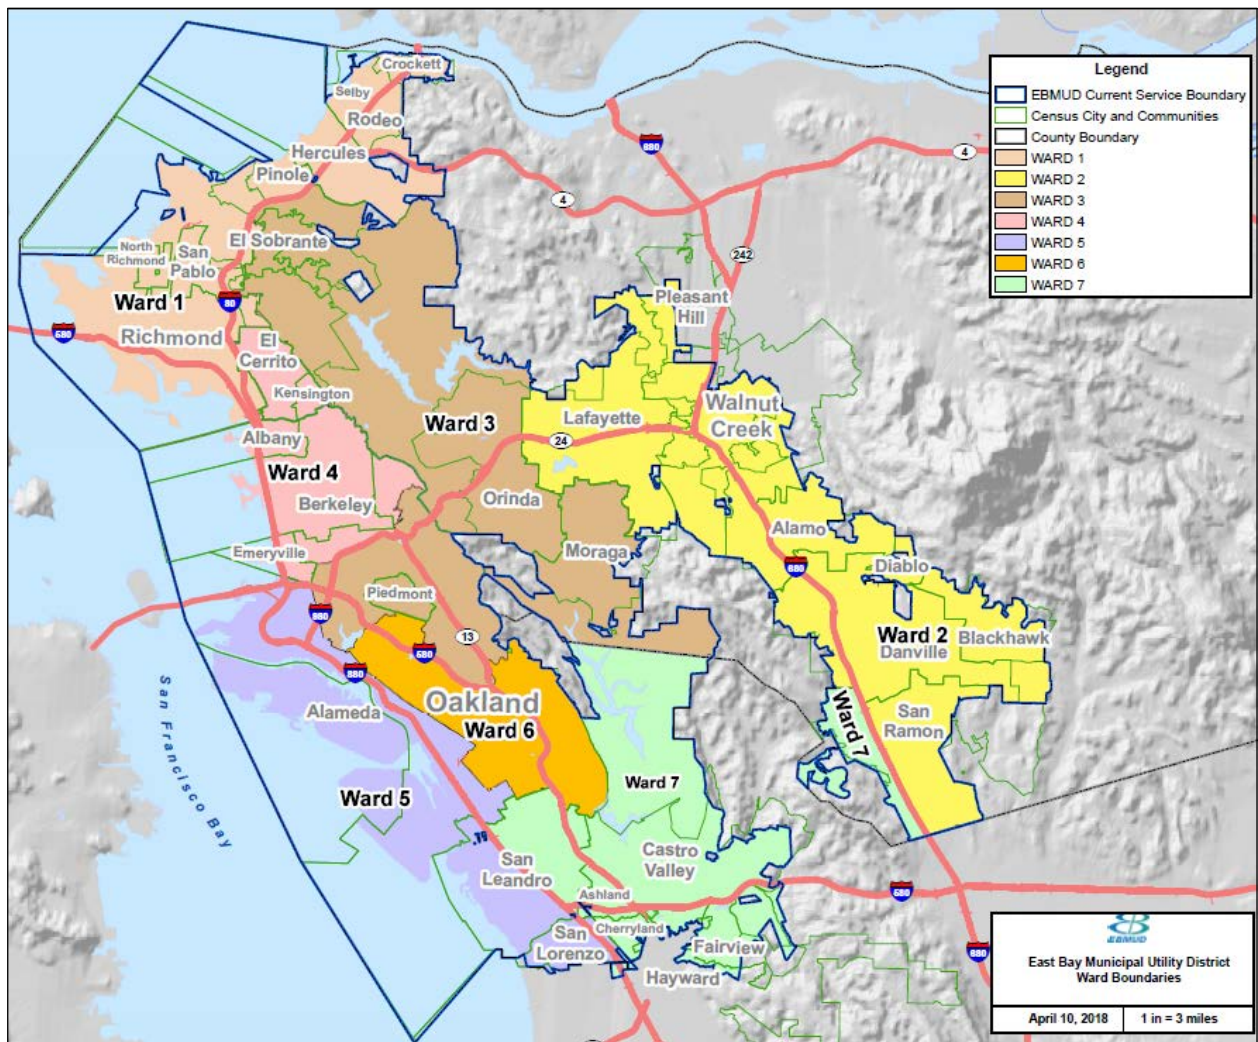 Legend
EBMUD Current Service Boundary
Census City and Communities
County Boundary
WARD 1
WARD 2
WARD 3
WARD 4
WARD 5
WARD 6
WARD 7
Crockett
Selby
Rodeo
Hercules
Pinole
680
4
4
242
El Sobrante
North
Richmond
San
Pablo
Ward 1
80
Richmond
680
El
Cerrito
Kensington
Pleasant
Hill
Walnut
Creek
Lafayette
Ward 3
24
Albany
Ward 4
Berkeley
Orinda
Moraga
Alamo
Emeryville
680
Diablo
Piedmont
880
13
680
Ward 2
Danville
Blackhawk
880
Oakland
Ward 6
Alameda
San
Ramon
Ward 7
San Francisco Bay
Ward 7
Ward 5
San
Leandro
Castro
Valley
Ashland
680
Cherryland
San
Lorenzo
Fairview
Hayward
880
EBMUD
East Bay Municipal Utility District
Ward Boundaries
April 10, 2018
1 in = 3 miles